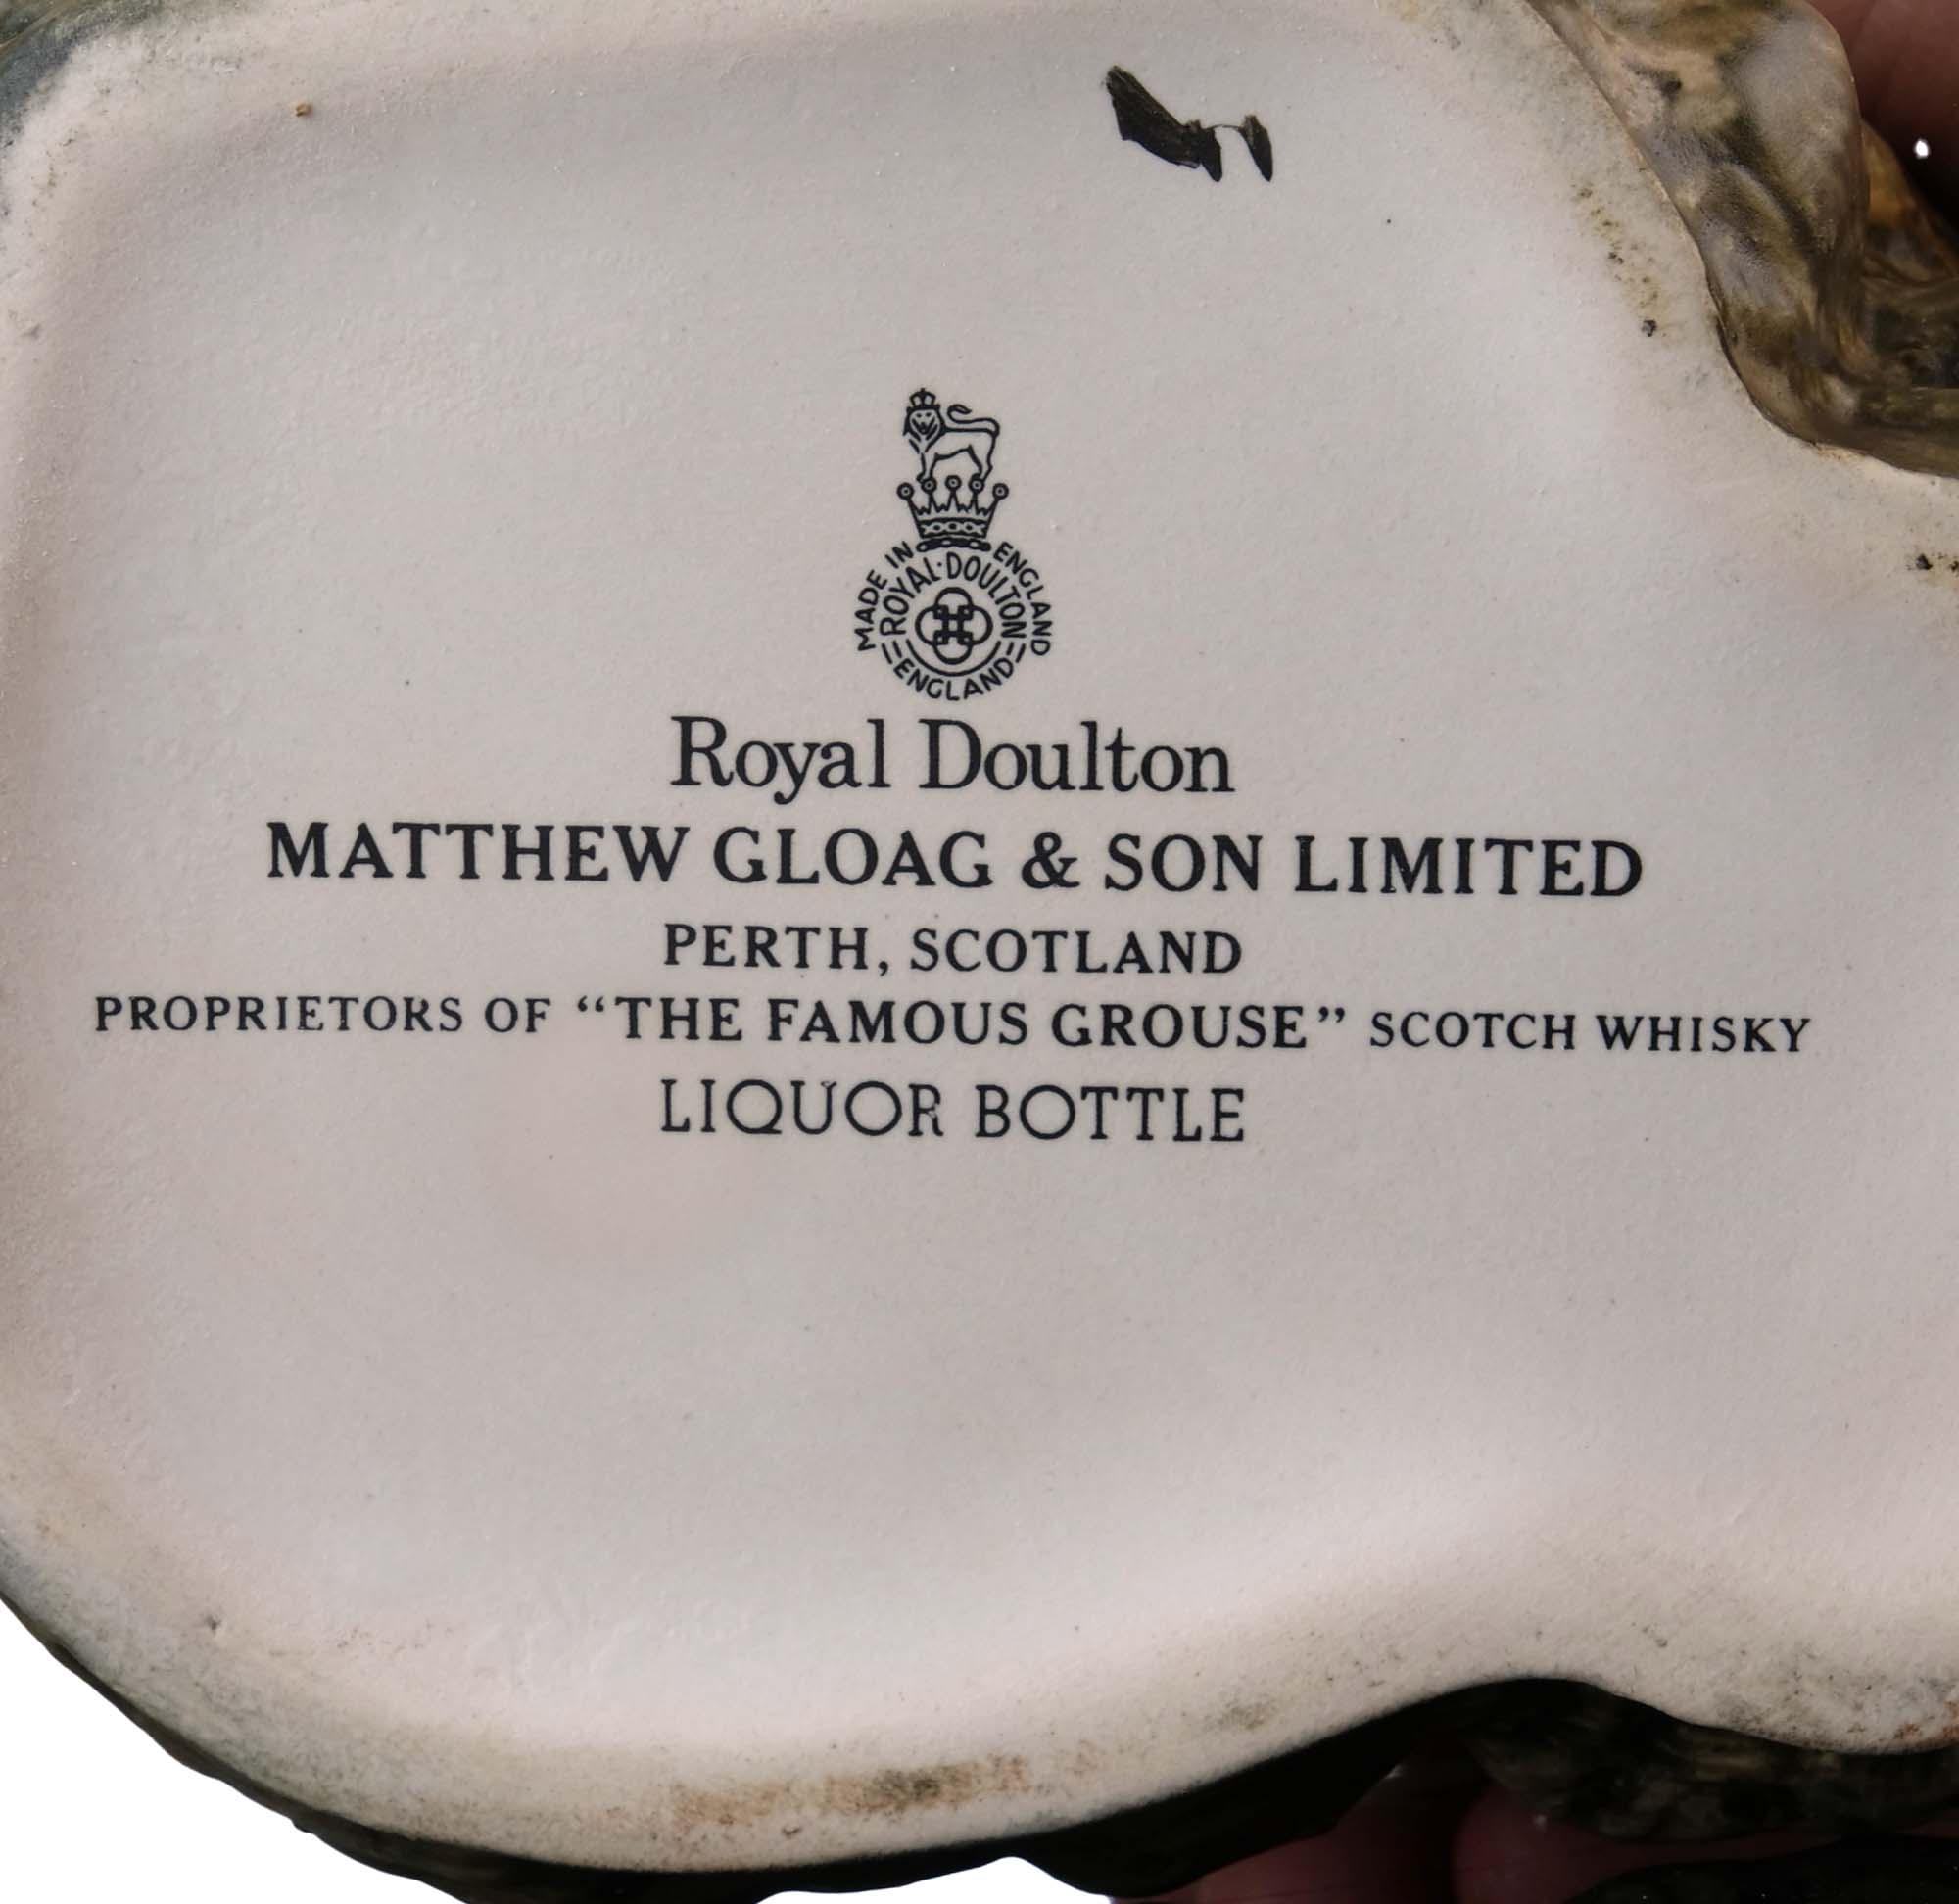 MADE IN ENGLAND
ROYAL·DOULTON
ENGLAND
Royal Doulton
MATTHEW GLOAG & SON LIMITED
PERTH, SCOTLAND
PROPRIETORS OF “THE FAMOUS GROUSE” SCOTCH WHISKY
LIQUOR BOTTLE